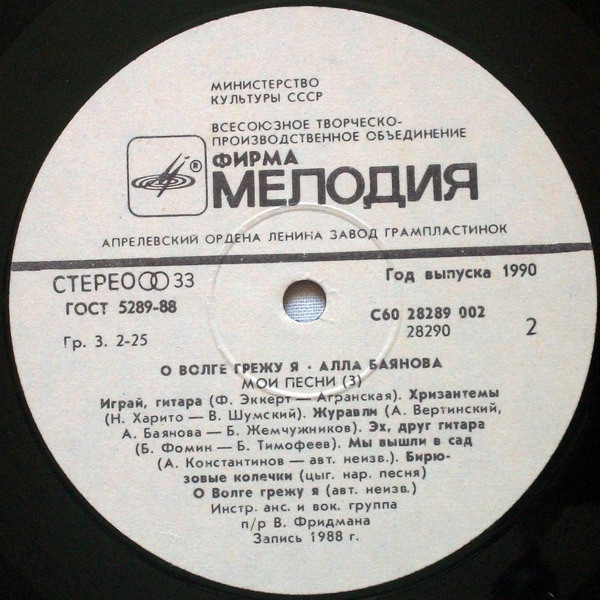 МИНИСТЕРСТВО
КУЛЬТУРЫ СССР
ВСЕСОЮЗНОЕ ТВОРЧЕСКО-
ПРОИЗВОДСТВЕННОЕ ОБЪЕДИНЕНИЕ
®
ФИРМА
МЕЛОДИЯ
АПРЕЛЕВСКИЙ ОРДЕНА ЛЕНИНА ЗАВОД ГРАМПЛАСТИНОК
СТЕРЕО 33
Год выпуска 1990
ГОСТ 5289-88
С60 28289 002
28290
2
Гр. 3. 2-25
О ВОЛГЕ ГРЕЖУ Я · АЛЛА БАЯНОВА
МОИ ПЕСНИ (3)
Играй, гитара (Ф. Эккерт — Агранская). Хризантемы
(Н. Харито — В. Шумский). Журавли (А. Вертинский,
А. Баянова — Б. Жемчужников). Эх, друг гитара
(Б. Фомин — Б. Тимофеев). Мы вышли в сад
(А. Константинов — авт. неизв.). Бирю-
зовые колечки (цыг. нар. песня)
О Волге грежу я (авт. неизв.)
Инстр. анс. и вок. группа
п/р В. Фридмана
Запись 1988 г.